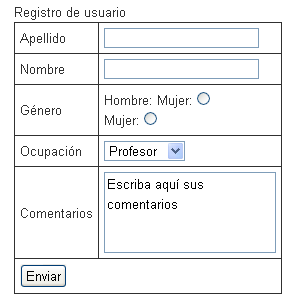 Registro de usuario
Apellido
Nombre
Género
Hombre: Mujer:
Mujer:
Ocupación
Profesor
Comentarios
Escriba aquí sus
comentarios
Enviar